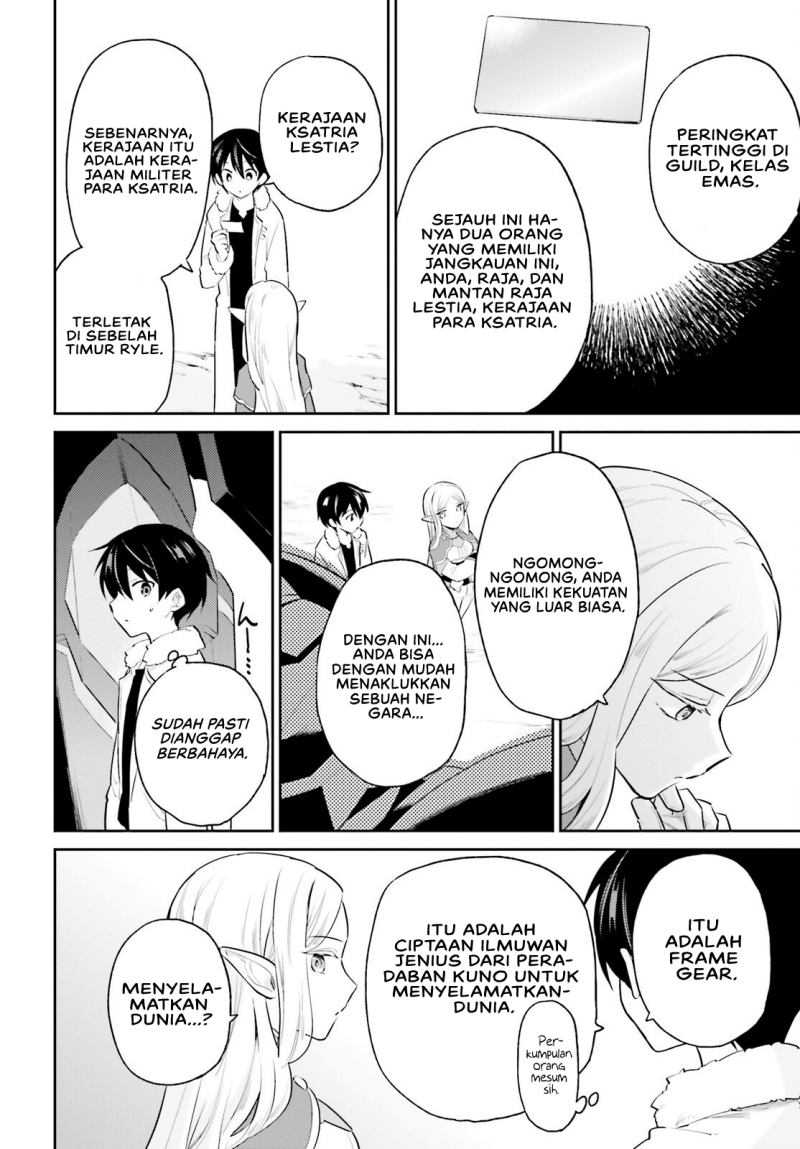 PERINGKAT
TERTINGGI DI
GUILD, KELAS
EMAS.
SEJAUH INI HA-
NYA DUA ORANG
YANG MEMILIKI
JANGKAUAN INI,
ANDA, RAJA, DAN
MANTAN RAJA
LESTIA, KERAJAAN
PARA KSATRIA.
KERAJAAN
KSATRIA
LESTIA?
SEBENARNYA,
KERAJAAN ITU
ADALAH KERA-
JAAN MILITER
PARA KSATRIA.
TERLETAK
DI SEBELAH
TIMUR RYLE.
NGOMONG-
NGOMONG, ANDA
MEMILIKI KEKUATAN
YANG LUAR BIASA.
DENGAN INI...
ANDA BISA
DENGAN MUDAH
MENAKLUKKAN
SEBUAH NE-
GARA...
SUDAH PASTI
DIANGGAP
BERBAHAYA.
ITU
ADALAH
FRAME
GEAR.
ITU ADALAH
CIPTAAN ILMUWAN
JENIUS DARI PERA-
DABAN KUNO UNTUK
MENYELAMATKAN-
DUNIA.
Per-
kumpulan
orang
mesum
sih.
MENYELA-
MATKAN
DUNIA...?